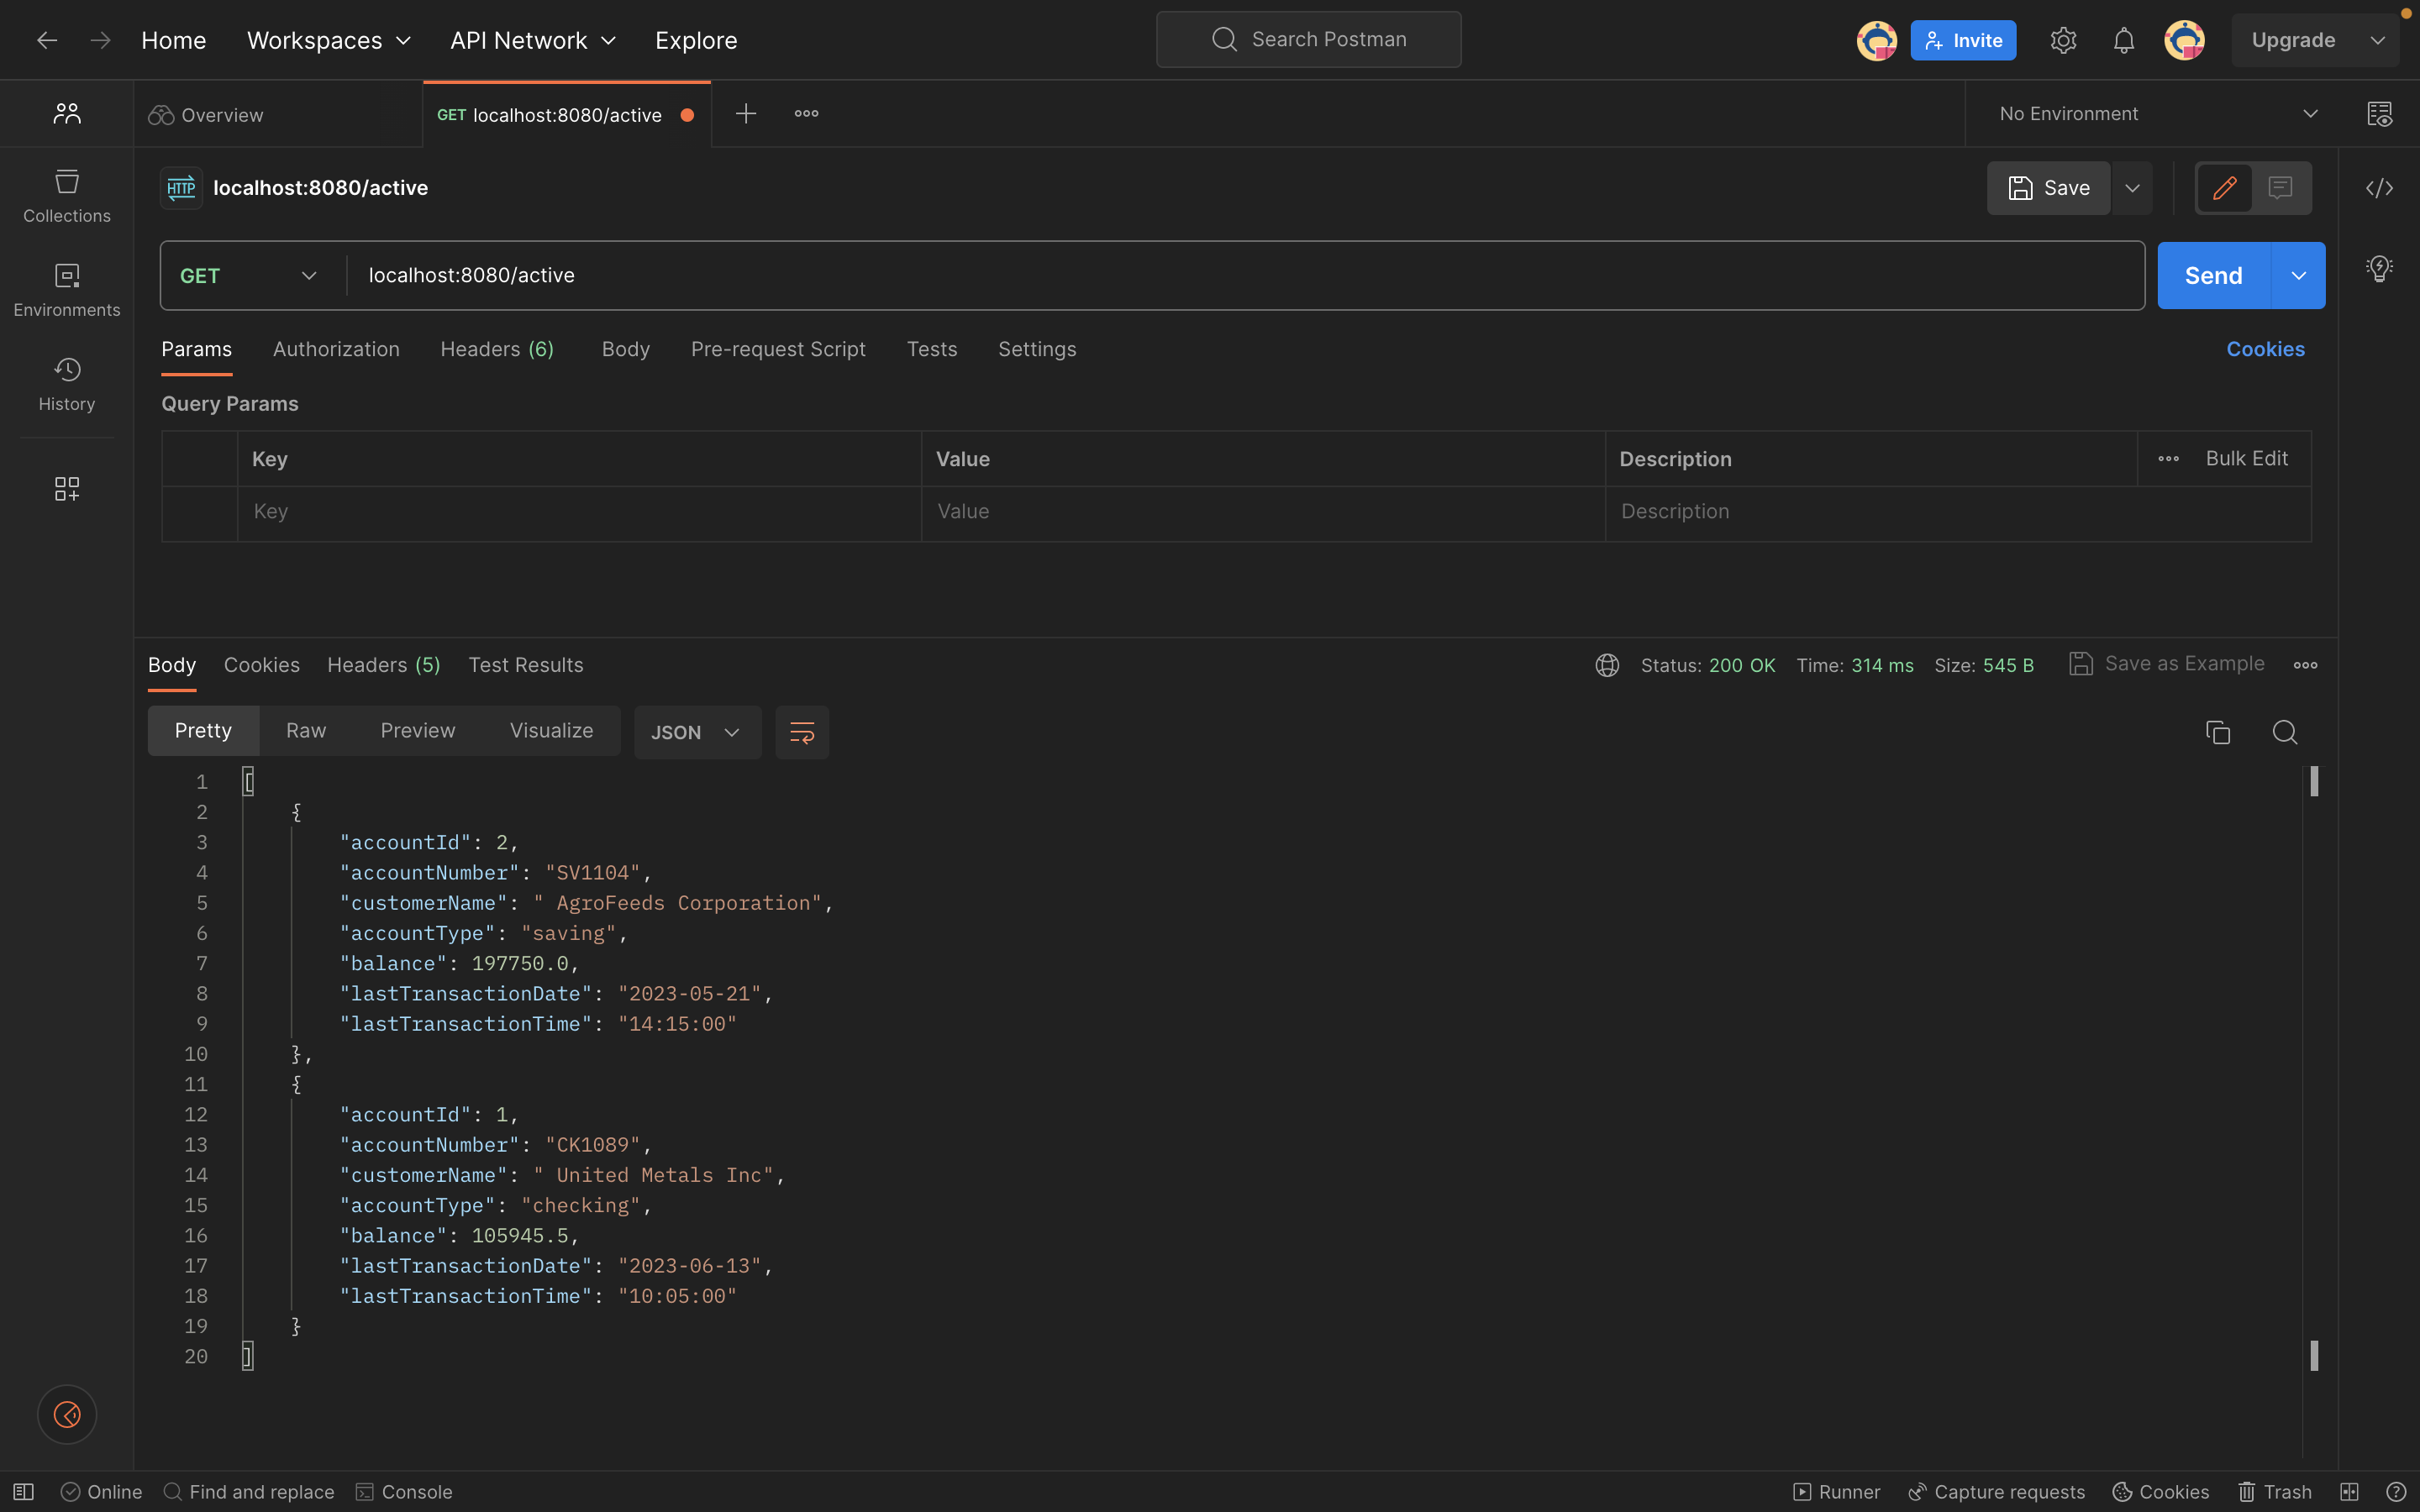 Home Workspaces API Network Explore Search Postman Invite Upgrade
Overview GET localhost:8080/active No Environment
HTTP localhost:8080/active Save
Collections
GET localhost:8080/active Send
Environments
Params Authorization Headers (6) Body Pre-request Script Tests Settings Cookies
History
Query Params
Key Value Description Bulk Edit
Key Value Description
Body Cookies Headers (5) Test Results Status: 200 OK Time: 314 ms Size: 545 B Save as Example
Pretty Raw Preview Visualize JSON
1 [
2 {
3 "accountId": 2,
4 "accountNumber": "SV1104",
5 "customerName": " AgroFeeds Corporation",
6 "accountType": "saving",
7 "balance": 197750.0,
8 "lastTransactionDate": "2023-05-21",
9 "lastTransactionTime": "14:15:00"
10 },
11 {
12 "accountId": 1,
13 "accountNumber": "CK1089",
14 "customerName": " United Metals Inc",
15 "accountType": "checking",
16 "balance": 105945.5,
17 "lastTransactionDate": "2023-06-13",
18 "lastTransactionTime": "10:05:00"
19 }
20 ]
Online Find and replace Console Runner Capture requests Cookies Trash